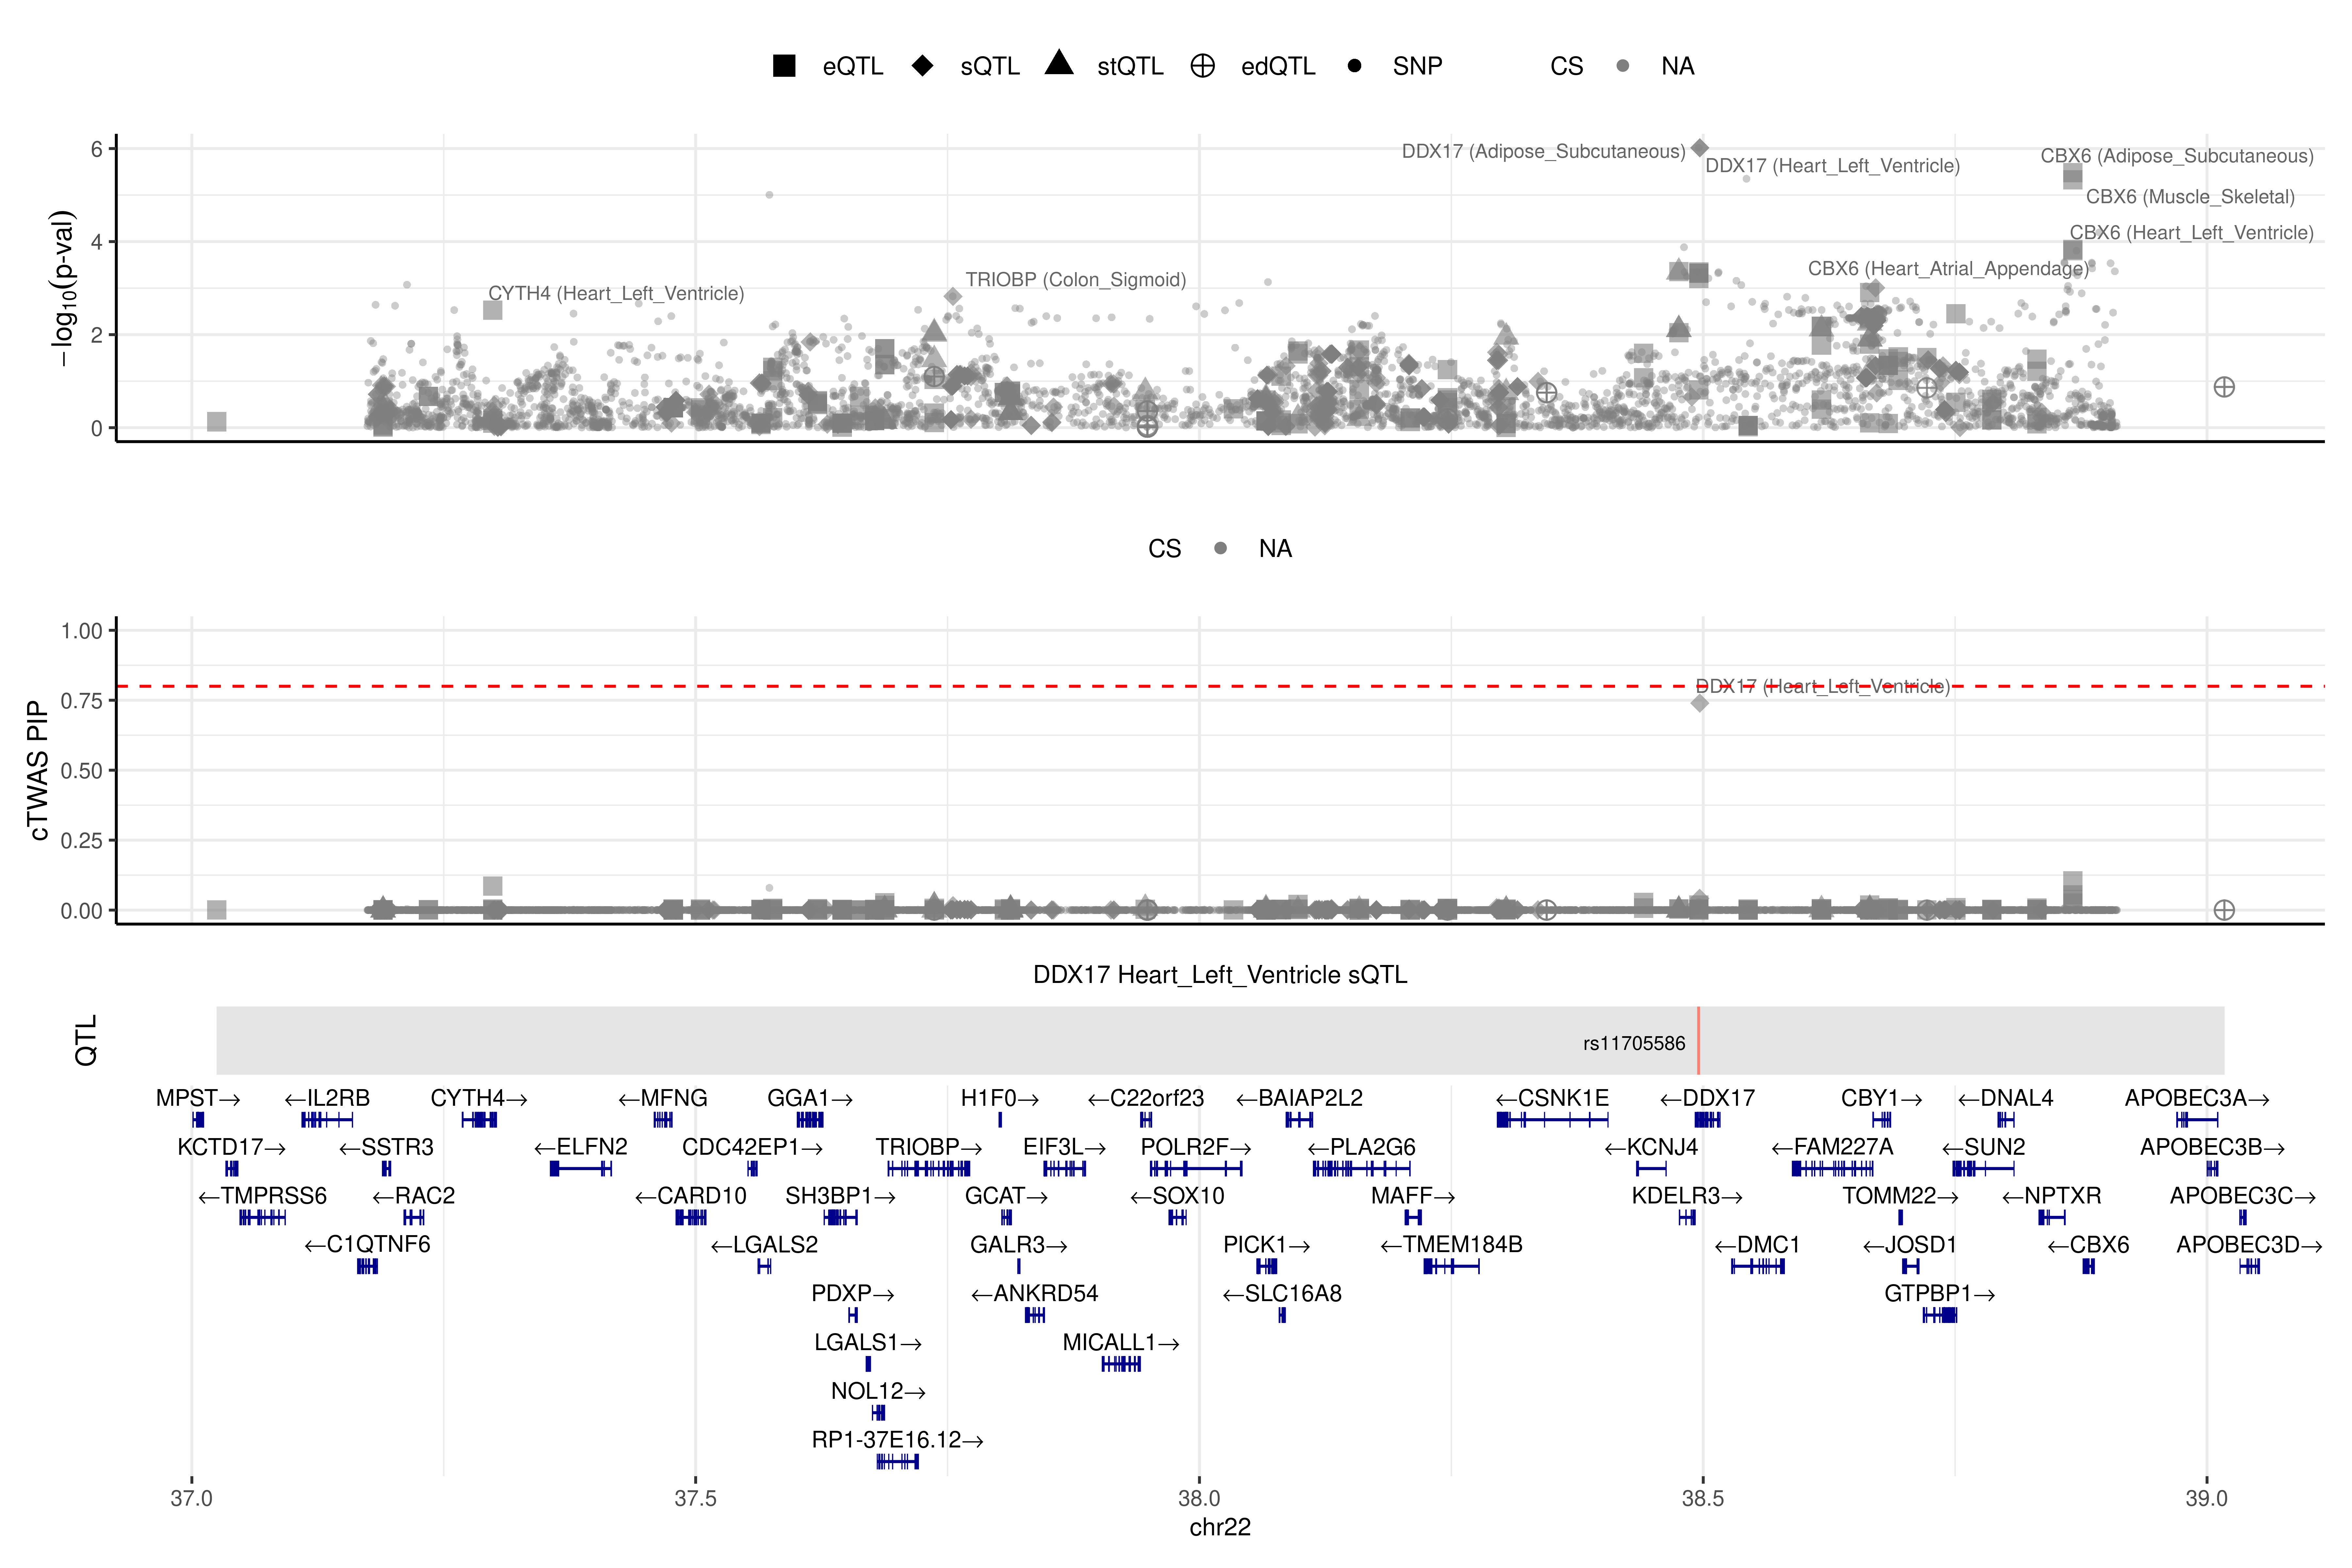 eQTL sQTL stQTL edQTL SNP CS NA
−log10(p-val)
6
4
2
0
DDX17 (Adipose_Subcutaneous)
DDX17 (Heart_Left_Ventricle)
CBX6 (Adipose_Subcutaneous)
CBX6 (Muscle_Skeletal)
CBX6 (Heart_Left_Ventricle)
CBX6 (Heart_Atrial_Appendage)
TRIOBP (Colon_Sigmoid)
CYTH4 (Heart_Left_Ventricle)
CS NA
cTWAS PIP
1.00
0.75
0.50
0.25
0.00
DDX17 (Heart_Left_Ventricle)
DDX17 Heart_Left_Ventricle sQTL
QTL
rs11705586
MPST→ ←IL2RB CYTH4→ ←MFNG GGA1→ H1F0→ ←C22orf23 ←BAIAP2L2 ←CSNK1E ←DDX17 CBY1→ ←DNAL4 APOBEC3A→
KCTD17→ ←SSTR3 ←ELFN2 CDC42EP1→ TRIOBP→ EIF3L→ POLR2F→ ←PLA2G6 ←KCNJ4 ←FAM227A ←SUN2 APOBEC3B→
←TMPRSS6 ←RAC2 ←CARD10 SH3BP1→ GCAT→ ←SOX10 MAFF→ KDELR3→ TOMM22→ ←NPTXR APOBEC3C→
←C1QTNF6 ←LGALS2 GALR3→ PICK1→ ←TMEM184B ←DMC1 ←JOSD1 ←CBX6 APOBEC3D→
PDXP→ ←ANKRD54 ←SLC16A8 GTPBP1→
LGALS1→ MICALL1→
NOL12→
RP1-37E16.12→
37.0 37.5 38.0 38.5 39.0
chr22